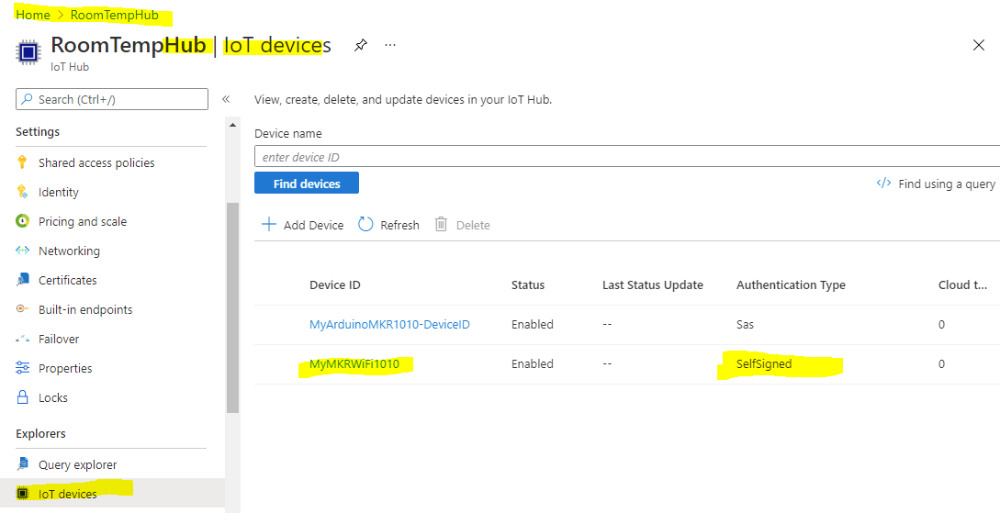 Home > RoomTempHub
RoomTempHub | IoT devices ...
IoT Hub
Search (Ctrl+/) «
Settings
Shared access policies
Identity
Pricing and scale
Networking
Certificates
Built-in endpoints
Failover
Properties
Locks
Explorers
Query explorer
IoT devices
View, create, delete, and update devices in your IoT Hub.
Device name
enter device ID
Find devices
</> Find using a query
Add Device Refresh Delete
Device ID Status Last Status Update Authentication Type Cloud t...
MyArduinoMKR1010-DeviceID Enabled -- Sas 0
MyMKRWiFi1010 Enabled -- SelfSigned 0